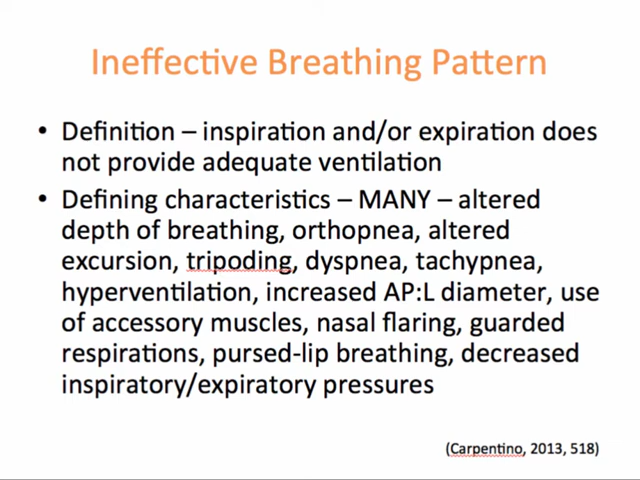 Ineffective Breathing Pattern
• Definition – inspiration and/or expiration does
not provide adequate ventilation
• Defining characteristics – MANY – altered
depth of breathing, orthopnea, altered
excursion, tripoding, dyspnea, tachypnea,
hyperventilation, increased AP:L diameter, use
of accessory muscles, nasal flaring, guarded
respirations, pursed-lip breathing, decreased
inspiratory/expiratory pressures
(Carpentino, 2013, 518)